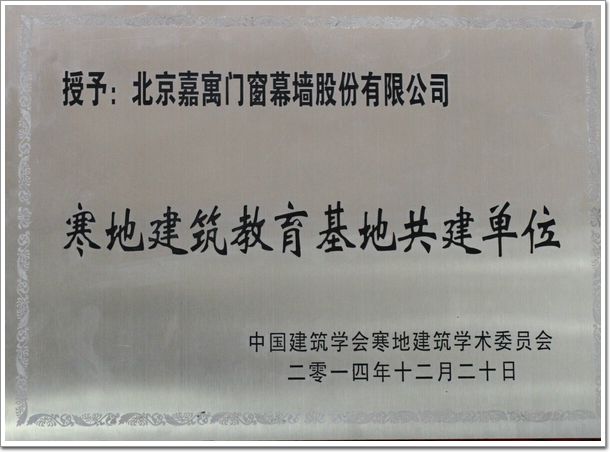 授予：北京嘉寓门窗幕墙股份有限公司
寒地建筑教育基地共建单位
中国建筑学会寒地建筑学术委员会
二零一四年十二月二十日